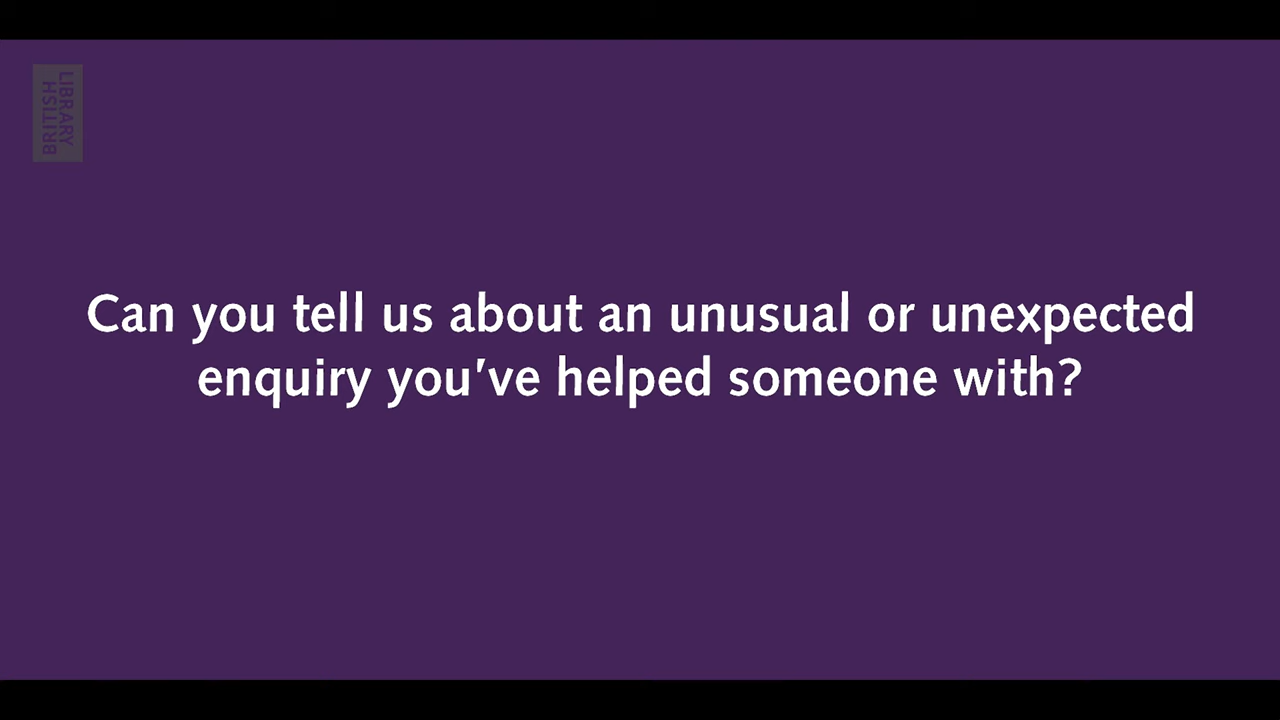 BRITISH
LIBRARY
Can you tell us about an unusual or unexpected
enquiry you've helped someone with?